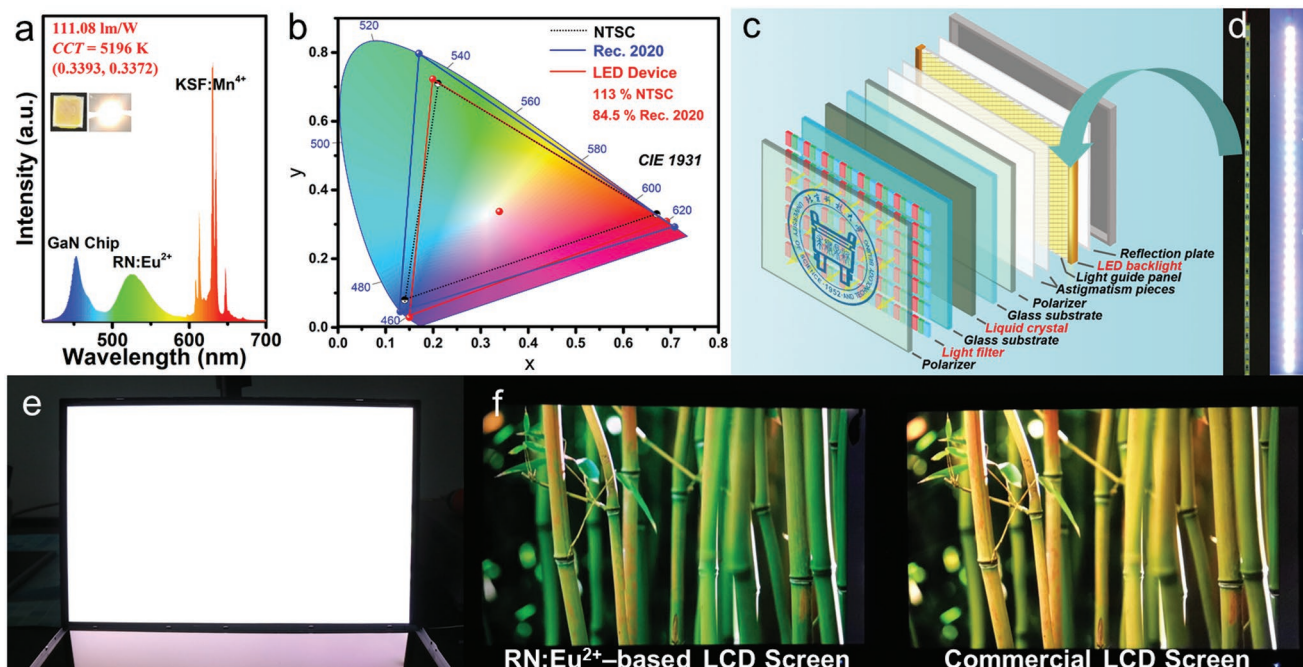 a
111.08 lm/W
CCT = 5196 K
(0.3393, 0.3372)
KSF:Mn⁴⁺
GaN Chip
RN:Eu²⁺
Intensity (a.u.)
500
600
700
Wavelength (nm)
b
NTSC
Rec. 2020
LED Device
113 % NTSC
84.5 % Rec. 2020
CIE 1931
520
540
560
580
600
620
500
480
460
y
0.8
0.6
0.4
0.2
0.0
0.0 0.1 0.2 0.3 0.4 0.5 0.6 0.7 0.8
x
c
Reflection plate
LED backlight
Light guide panel
Astigmatism pieces
Polarizer
Glass substrate
Liquid crystal
Glass substrate
Light filter
Polarizer
1952
d
e
f
RN:Eu²⁺–based LCD Screen
Commercial LCD Screen